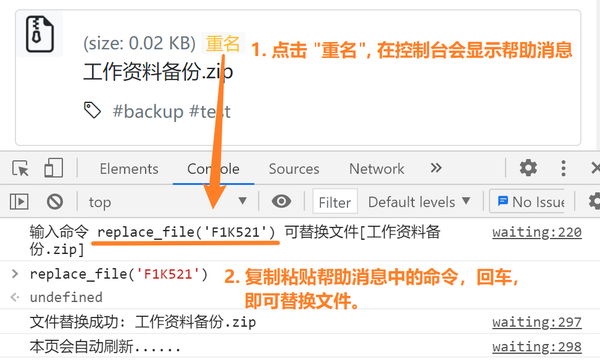 (size: 0.02 KB) 重名
1. 点击 "重名", 在控制台会显示帮助消息
工作资料备份.zip
#backup #test
Elements Console Sources Network »
top Filter Default levels ▼ No Issue
输入命令 replace_file('F1K521') 可替换文件[工作资料备 waiting:220
份.zip]
> replace_file('F1K521')
2. 复制粘贴帮助消息中的命令，回车，
undefined
即可替换文件。
文件替换成功: 工作资料备份.zip waiting:297
本页会自动刷新...... waiting:298